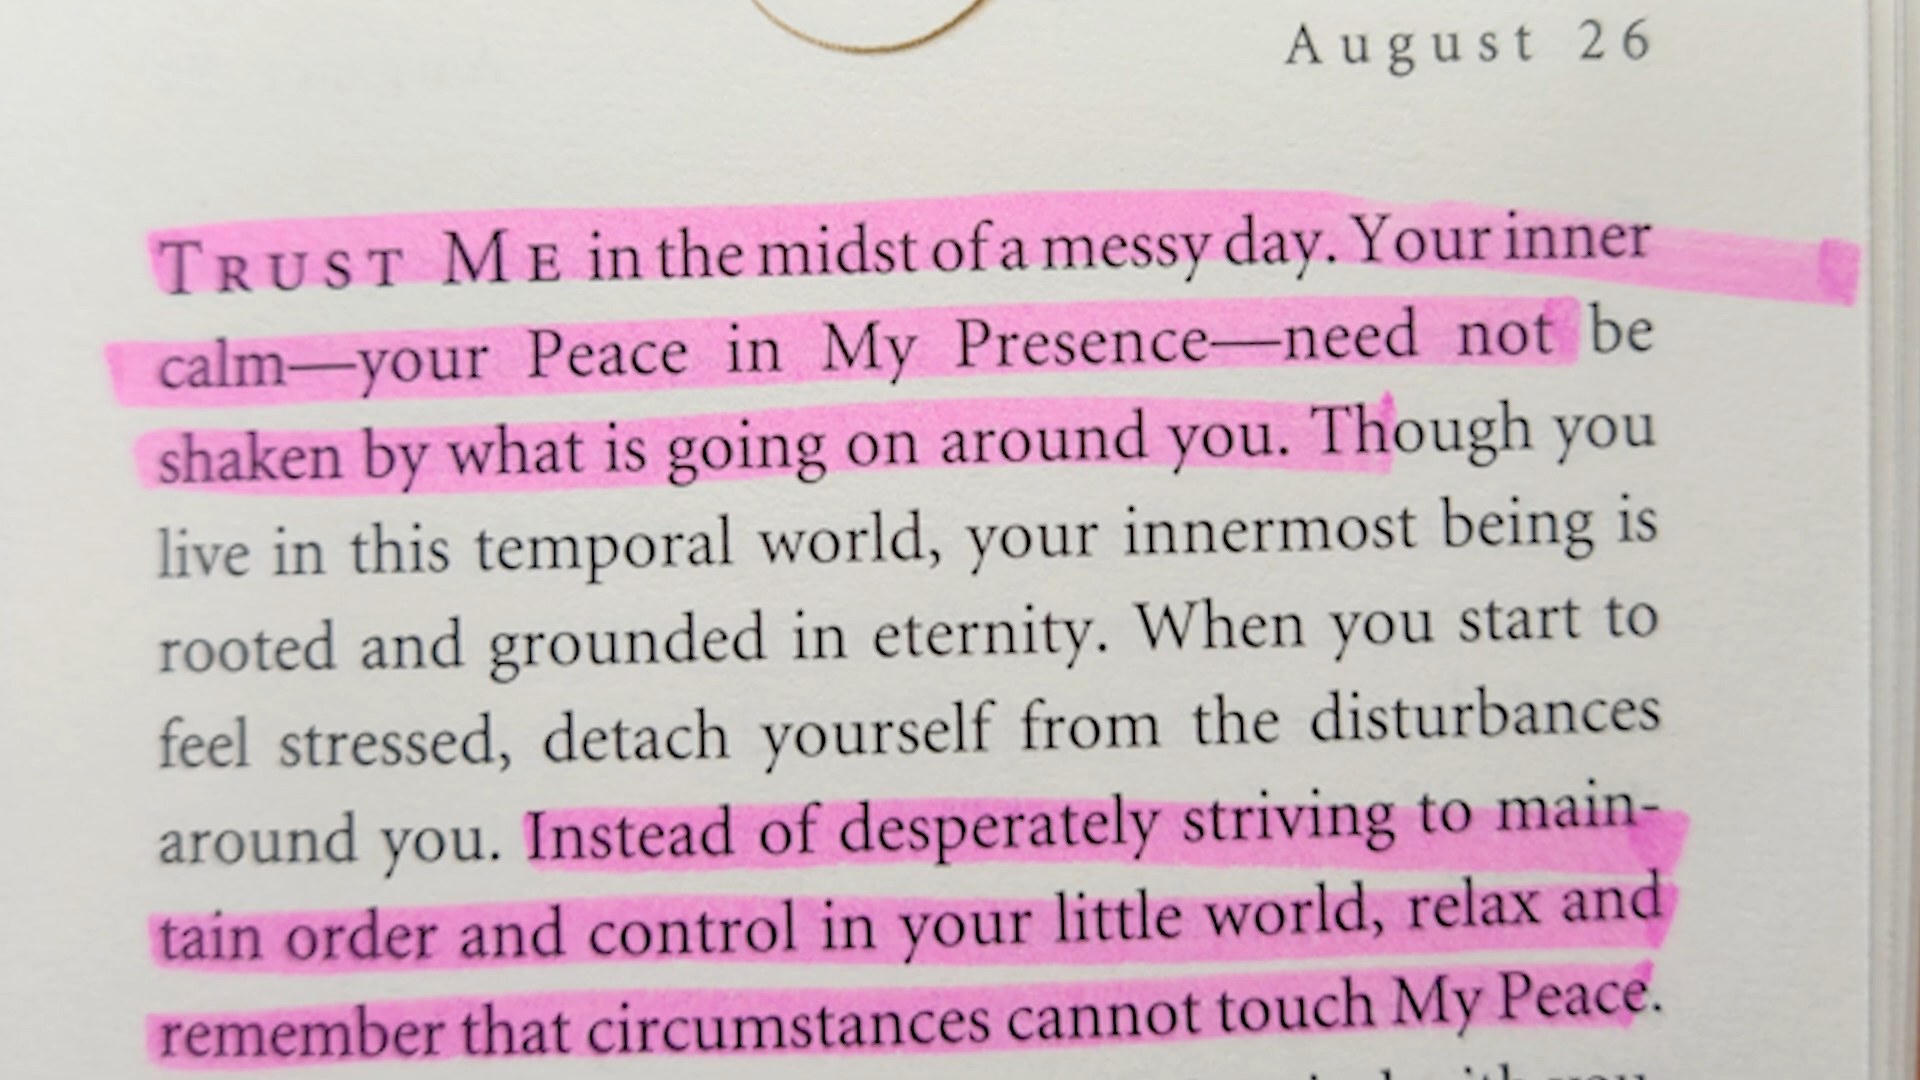 August 26
TRUST ME in the midst of a messy day. Your inner
calm—your Peace in My Presence—need not be
shaken by what is going on around you. Though you
live in this temporal world, your innermost being is
rooted and grounded in eternity. When you start to
feel stressed, detach yourself from the disturbances
around you. Instead of desperately striving to main-
tain order and control in your little world, relax and
remember that circumstances cannot touch My Peace.
with you